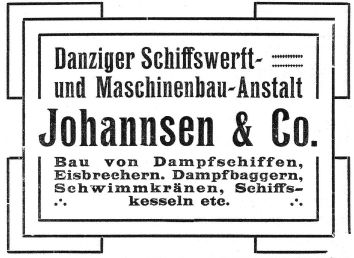 Danziger Schiffswerft-
und Maschinenbau-Anstalt
Johannsen & Co.
Bau von Dampfschiffen,
Eisbrechern. Dampfbaggern,
Schwimmkränen, Schiffs-
kesseln etc.